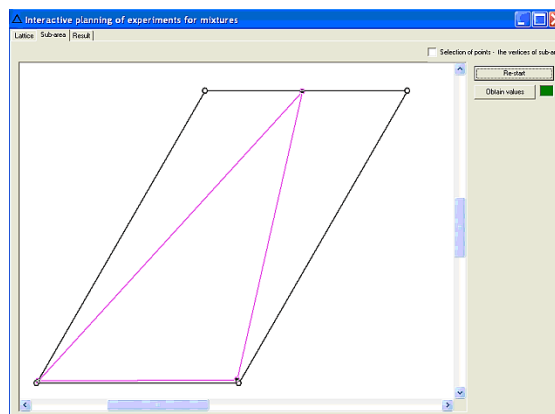 Interactive planning of experiments for mixtures
Lattice Sub-area Result
Selection of points - the vertices of sub-ar
Re-start
Obtain values